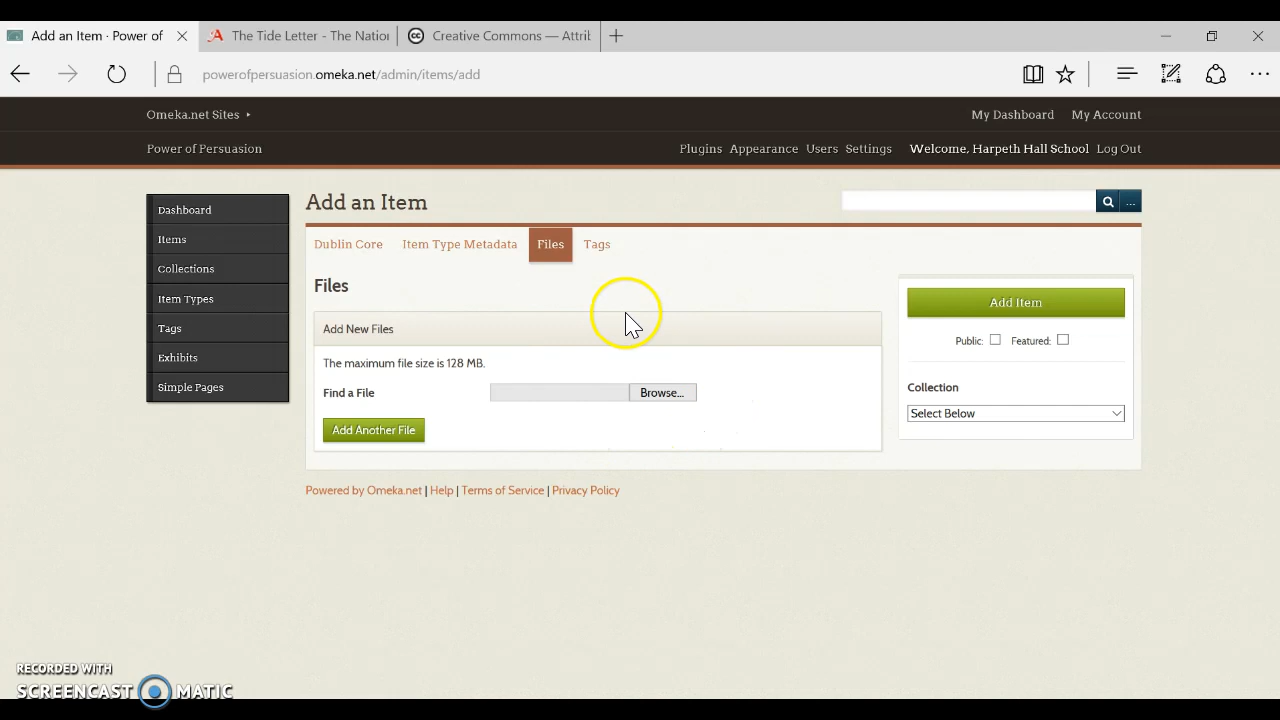 Add an Item · Power of
The Tide Letter - The Nation
Creative Commons — Attrib
powerofpersuasion.omeka.net/admin/items/add
Omeka.net Sites
My Dashboard My Account
Power of Persuasion
Plugins Appearance Users Settings Welcome, Harpeth Hall School Log Out
Dashboard
Items
Collections
Item Types
Tags
Exhibits
Simple Pages
Add an Item
...
Dublin Core Item Type Metadata Files Tags
Files
Add New Files
The maximum file size is 128 MB.
Find a File Browse...
Add Another File
Add Item
Public: Featured:
Collection
Select Below
Powered by Omeka.net | Help | Terms of Service | Privacy Policy
RECORDED WITH
SCREENCAST MATIC